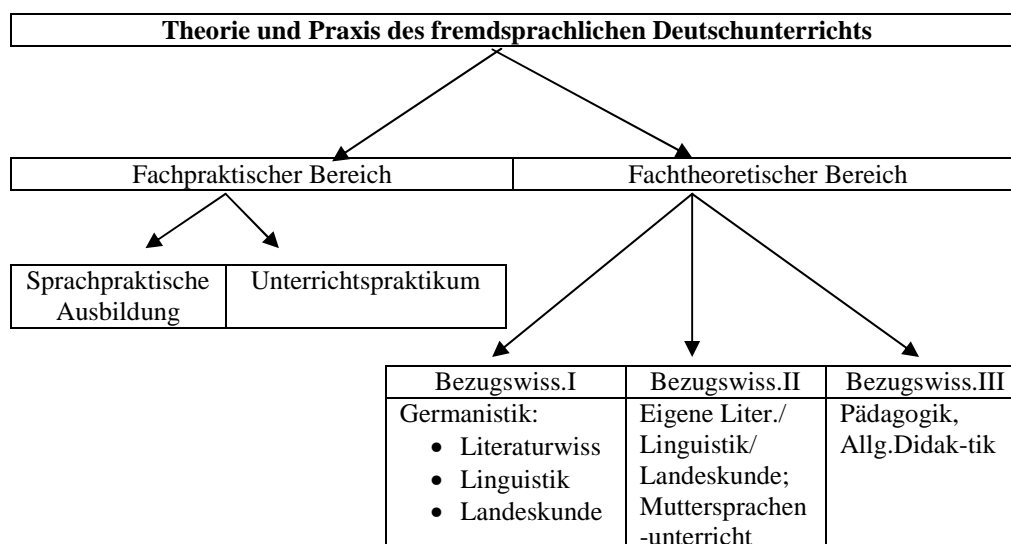 Theorie und Praxis des fremdsprachlichen Deutschunterrichts
Fachpraktischer Bereich
Fachtheoretischer Bereich
Sprachpraktische
Ausbildung
Unterrichtspraktikum
Bezugswiss.I
Germanistik:
• Literaturwiss
• Linguistik
• Landeskunde
Bezugswiss.II
Eigene Liter./
Linguistik/
Landeskunde;
Muttersprachen
-unterricht
Bezugswiss.III
Pädagogik,
Allg.Didak-tik